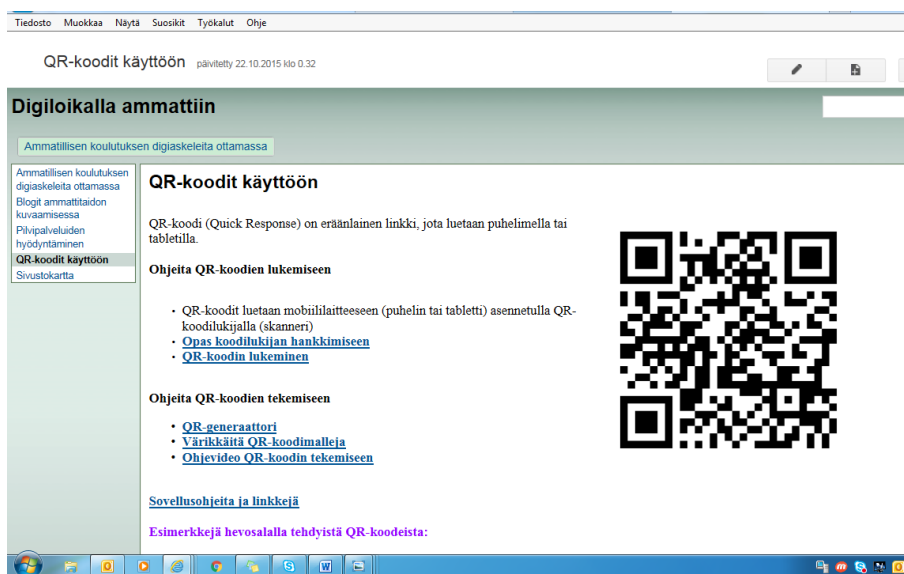 Tiedosto Muokkaa Näytä Suosikit Työkalut Ohje
QR-koodit käyttöön päivitetty 22.10.2015 klo 0.32
Digiloikalla ammattiin
Ammatillisen koulutuksen digiaskeleita ottamassa
Ammatillisen koulutuksen
digiaskeleita ottamassa
Blogit ammattitaidon
kuvaamisessa
Pilvipalveluiden
hyödyntäminen
QR-koodit käyttöön
Sivustokartta
QR-koodit käyttöön
QR-koodi (Quick Response) on eräänlainen linkki, jota luetaan puhelimella tai
tabletilla.
Ohjeita QR-koodien lukemiseen
• QR-koodit luetaan mobiililaitteeseen (puhelin tai tabletti) asennetulla QR-
koodilukijalla (skanneri)
• Opas koodilukijan hankkimiseen
• QR-koodin lukeminen
Ohjeita QR-koodien tekemiseen
• QR-generaattori
• Värikkäitä QR-koodimalleja
• Ohjevideo QR-koodin tekemiseen
Sovellusohjeita ja linkkejä
Esimerkkejä hevosalalla tehdyistä QR-koodeista: